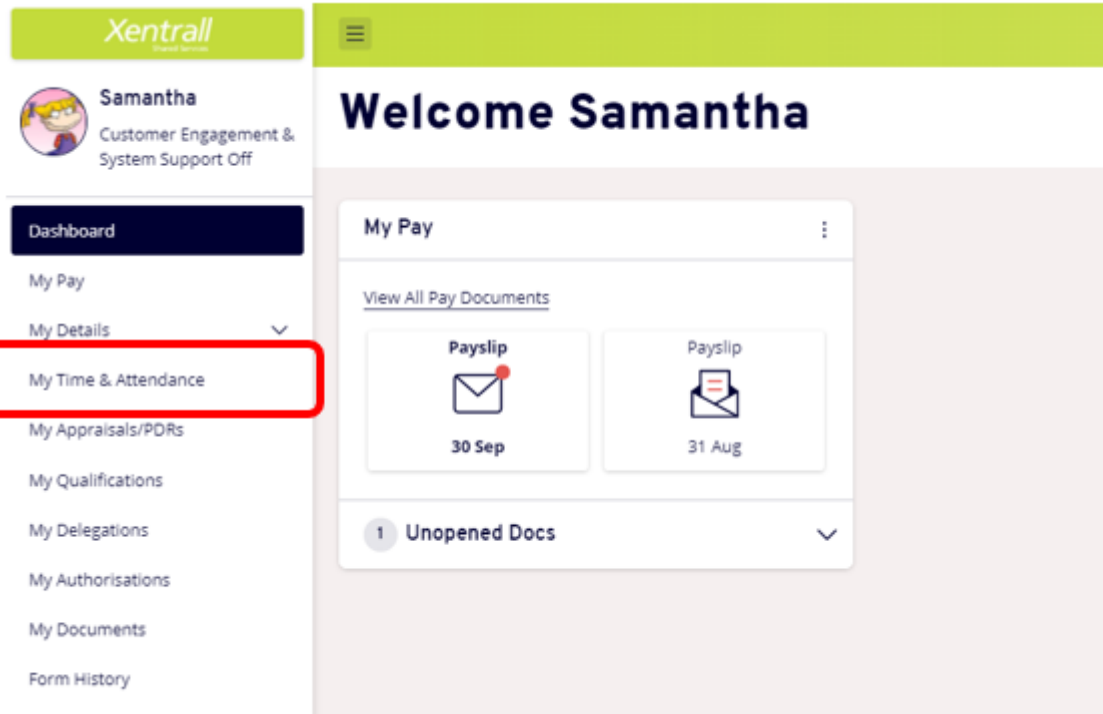 Xentrall
Shared Services
Samantha
Customer Engagement &
System Support Off
Dashboard
My Pay
My Details
My Time & Attendance
My Appraisals/PDRs
My Qualifications
My Delegations
My Authorisations
My Documents
Form History
Welcome Samantha
My Pay
View All Pay Documents
Payslip
30 Sep
Payslip
31 Aug
1 Unopened Docs